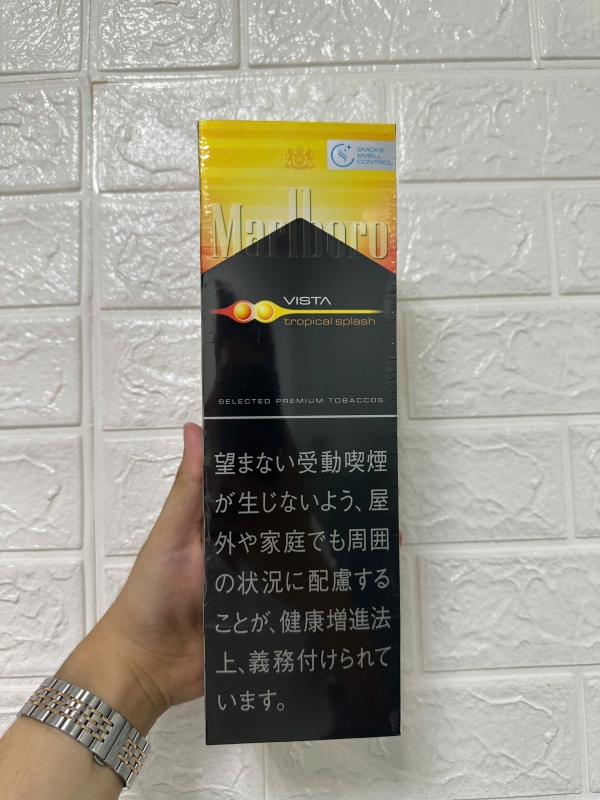 SMOKE
SMELL
CONTROL
Marlboro
VISTA
tropical splash
SELECTED PREMIUM TOBACCOS
望まない受動喫煙
が生じないよう、屋
外や家庭でも周囲
の状況に配慮する
ことが、健康増進法
上、義務付けられて
います。